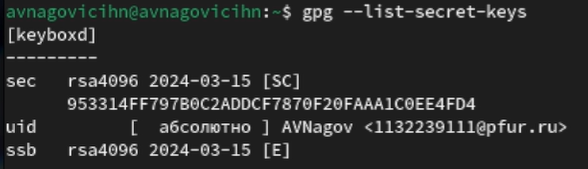 avnagovicihn@avnagovicihn:~$ gpg --list-secret-keys
[keyboxd]
---------
sec   rsa4096 2024-03-15 [SC]
      953314FF797B0C2ADDCF7870F20FAAA1C0EE4FD4
uid         [  абсолютно ] AVNagov <1132239111@pfur.ru>
ssb   rsa4096 2024-03-15 [E]